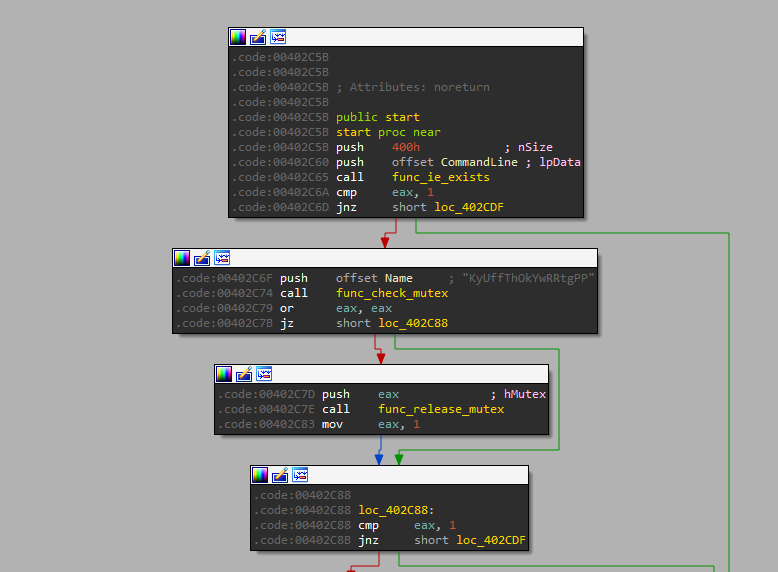 .code:00402C5B
.code:00402C5B
.code:00402C5B ; Attributes: noreturn
.code:00402C5B
.code:00402C5B public start
.code:00402C5B start proc near
.code:00402C5B push 400h ; nSize
.code:00402C60 push offset CommandLine ; lpData
.code:00402C65 call func_ie_exists
.code:00402C6A cmp eax, 1
.code:00402C6D jnz short loc_402CDF
.code:00402C6F push offset Name ; "KyUffThOkYwRRtgPP"
.code:00402C74 call func_check_mutex
.code:00402C79 or eax, eax
.code:00402C7B jz short loc_402C88
.code:00402C7D push eax ; hMutex
.code:00402C7E call func_release_mutex
.code:00402C83 mov eax, 1
.code:00402C88
.code:00402C88 loc_402C88:
.code:00402C88 cmp eax, 1
.code:00402C8B jnz short loc_402CDF